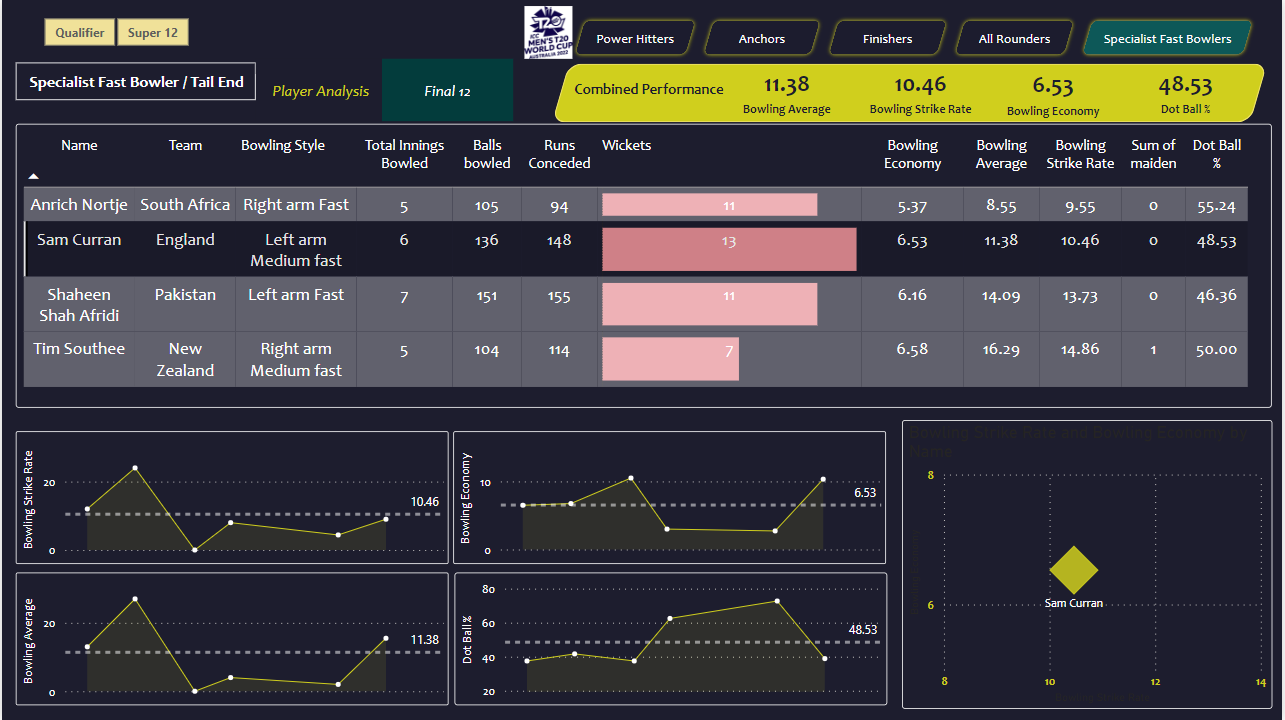 Qualifier
Super 12
T20
ICC
MEN'S T20
WORLD CUP
AUSTRALIA 2022
Power Hitters
Anchors
Finishers
All Rounders
Specialist Fast Bowlers
Specialist Fast Bowler / Tail End
Player Analysis
Final 12
Combined Performance
11.38
Bowling Average
10.46
Bowling Strike Rate
6.53
Bowling Economy
48.53
Dot Ball %
Name Team Bowling Style Total Innings Bowled Balls bowled Runs Conceded Wickets Bowling Economy Bowling Average Bowling Strike Rate Sum of maiden Dot Ball %
Anrich Nortje South Africa Right arm Fast 5 105 94 11 5.37 8.55 9.55 0 55.24
Sam Curran England Left arm Medium fast 6 136 148 13 6.53 11.38 10.46 0 48.53
Shaheen Shah Afridi Pakistan Left arm Fast 7 151 155 11 6.16 14.09 13.73 0 46.36
Tim Southee New Zealand Right arm Medium fast 5 104 114 7 6.58 16.29 14.86 1 50.00
Bowling Strike Rate
20
0
10.46
Bowling Economy
10
0
6.53
Bowling Average
20
0
11.38
Dot Ball %
80
60
40
20
48.53
Bowling Strike Rate and Bowling Economy by
Name
8
6
Sam Curran
8 10 12 14